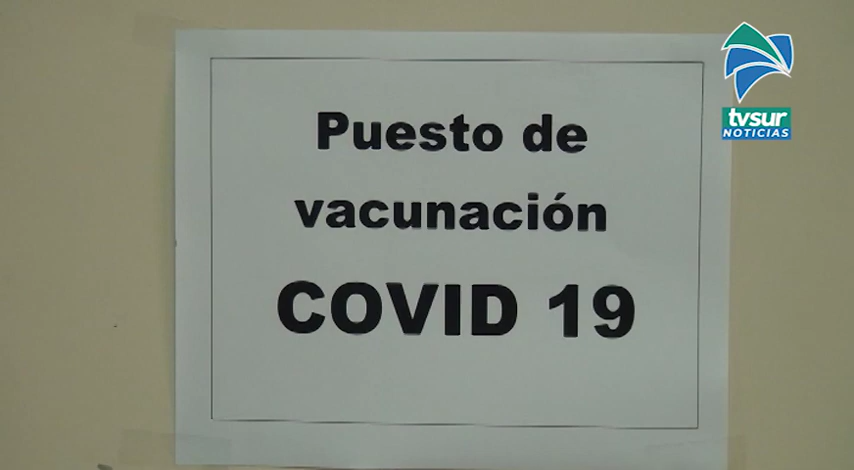 Puesto de
vacunación
COVID 19
tvsur
NOTICIAS